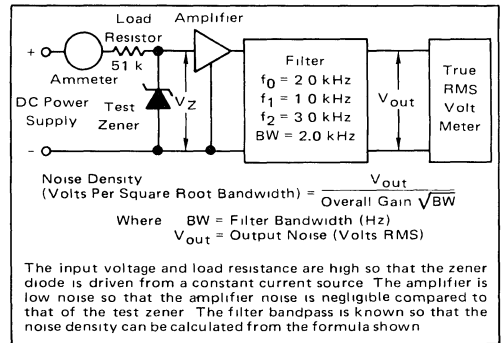 Load
Resistor
Amplifier
+
51 k
Ammeter
DC Power
Supply
Test
Zener
VZ
-
Filter
f0 = 2 0 kHz
f1 = 1 0 kHz
f2 = 3 0 kHz
BW = 2.0 kHz
Vout
True
RMS
Volt
Meter
Noise Density
(Volts Per Square Root Bandwidth) = Vout / Overall Gain √BW
Where BW = Filter Bandwidth (Hz)
Vout = Output Noise (Volts RMS)
The input voltage and load resistance are high so that the zener
diode is driven from a constant current source The amplifier is
low noise so that the amplifier noise is negligible compared to
that of the test zener The filter bandpass is known so that the
noise density can be calculated from the formula shown